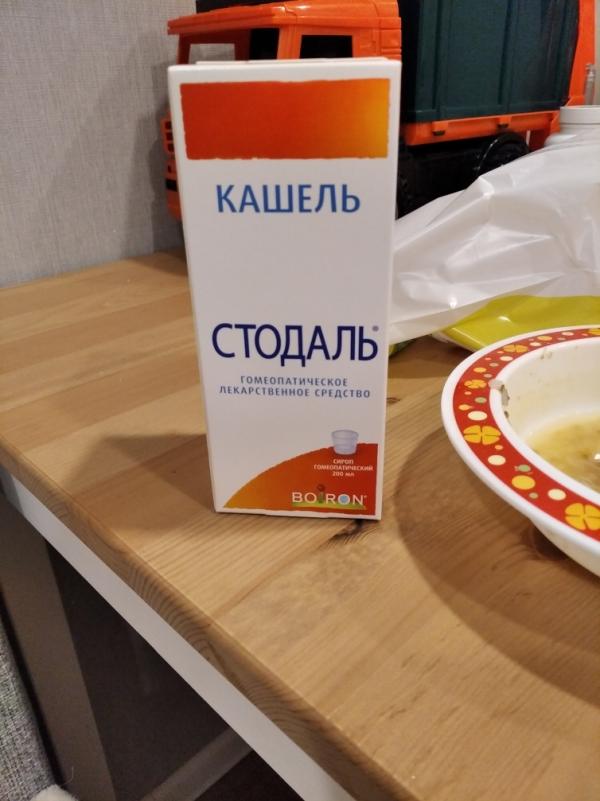 КАШЕЛЬ
СТОДАЛЬ®
ГОМЕОПАТИЧЕСКОЕ
ЛЕКАРСТВЕННОЕ СРЕДСТВО
СИРОП
ГОМЕОПАТИЧЕСКИЙ
200 мл
BOIRON®